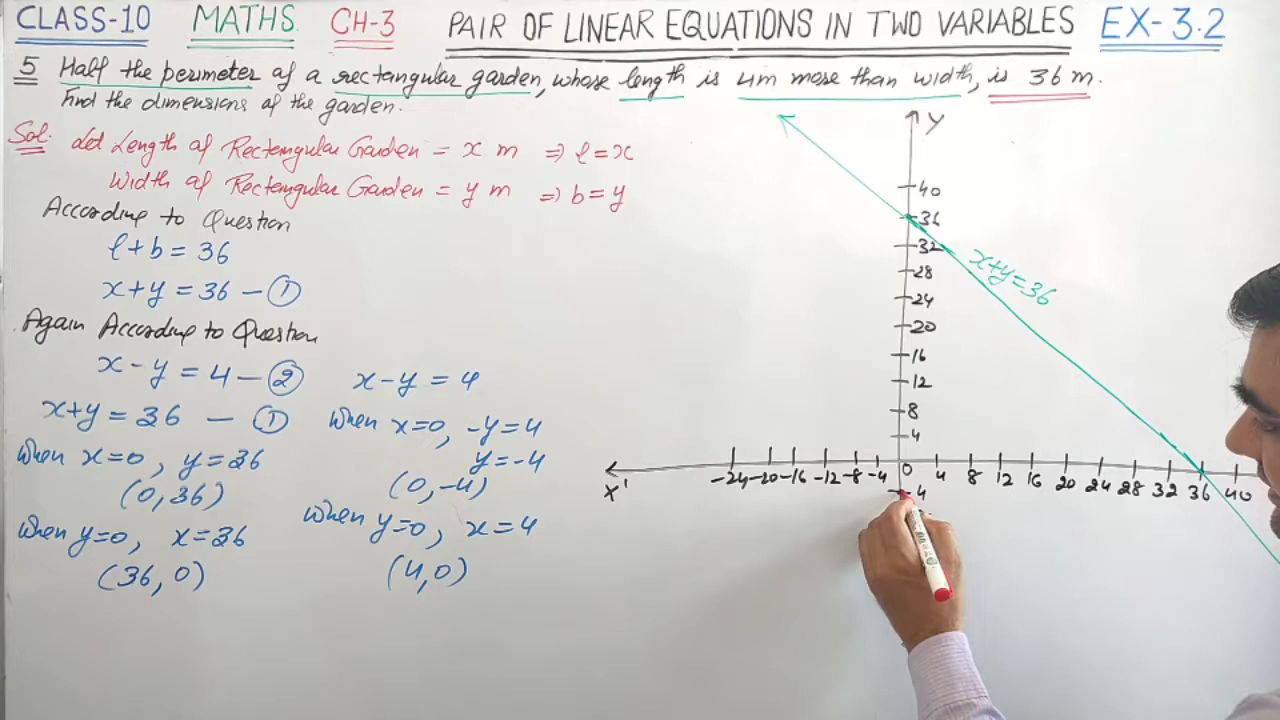 CLASS-10 MATHS CH-3 PAIR OF LINEAR EQUATIONS IN TWO VARIABLES EX-3.2
5 Half the perimeter of a rectangular garden, whose length is 4m more than width, is 36 m.
Find the dimensions of the garden.
Sol. Let Length of Rectangular Garden = x m ⇒ l = x
Width of Rectangular Garden = y m ⇒ b = y
According to Question
l + b = 36
x + y = 36 — ①
Again According to Question
x - y = 4 — ②
x + y = 36 — ①
when x=0, y=36
(0, 36)
when y=0, x=36
(36, 0)
x - y = 4
when x=0, -y=4
y=-4
(0, -4)
when y=0, x=4
(4, 0)
Y
40
36
32
28
24
20
16
12
8
4
x+y=36
X' -24 -20 -16 -12 -8 -4 0 4 8 12 16 20 24 28 32 36 40
-4